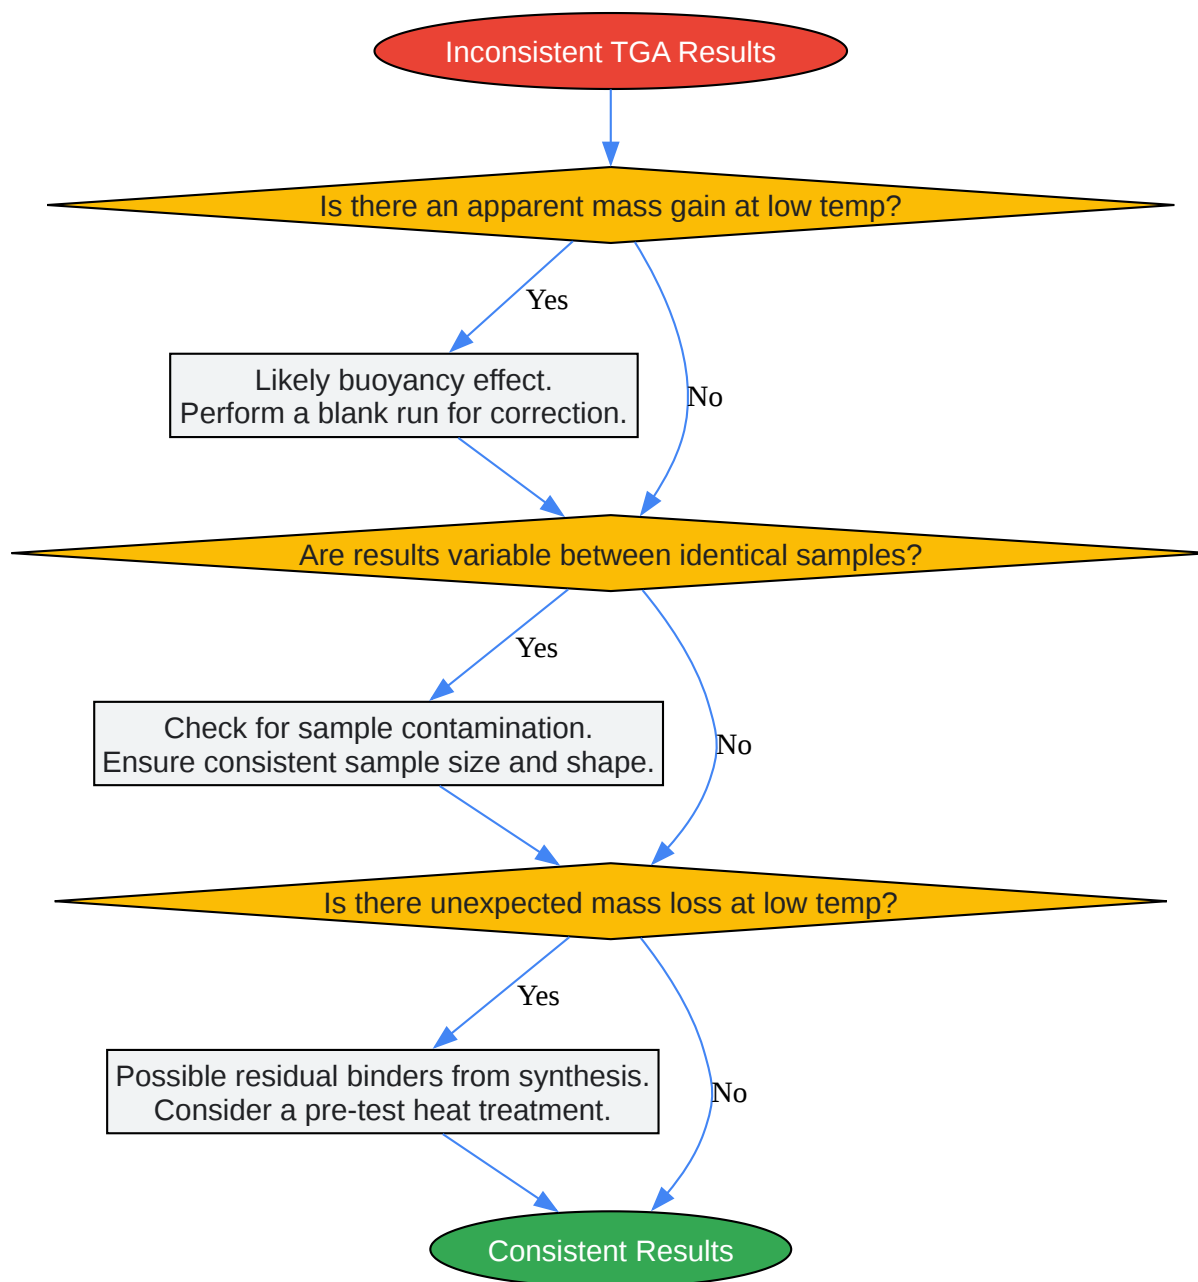 Inconsistent TGA Results
Is there an apparent mass gain at low temp?
Yes
Likely buoyancy effect.
Perform a blank run for correction.
No
Are results variable between identical samples?
Yes
Check for sample contamination.
Ensure consistent sample size and shape.
No
Is there unexpected mass loss at low temp?
Yes
Possible residual binders from synthesis.
Consider a pre-test heat treatment.
No
Consistent Results